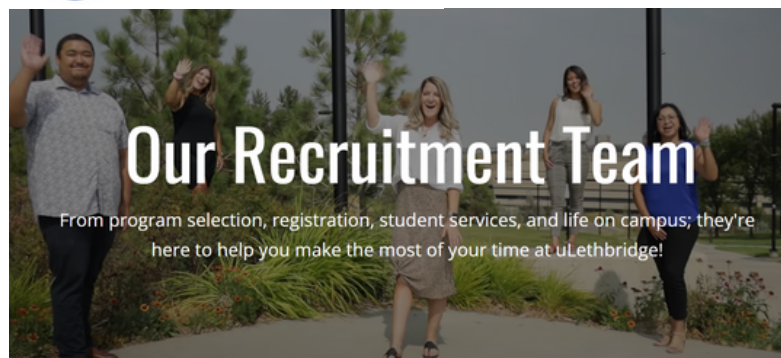 Our Recruitment Team
From program selection, registration, student services, and life on campus; they're
here to help you make the most of your time at uLethbridge!